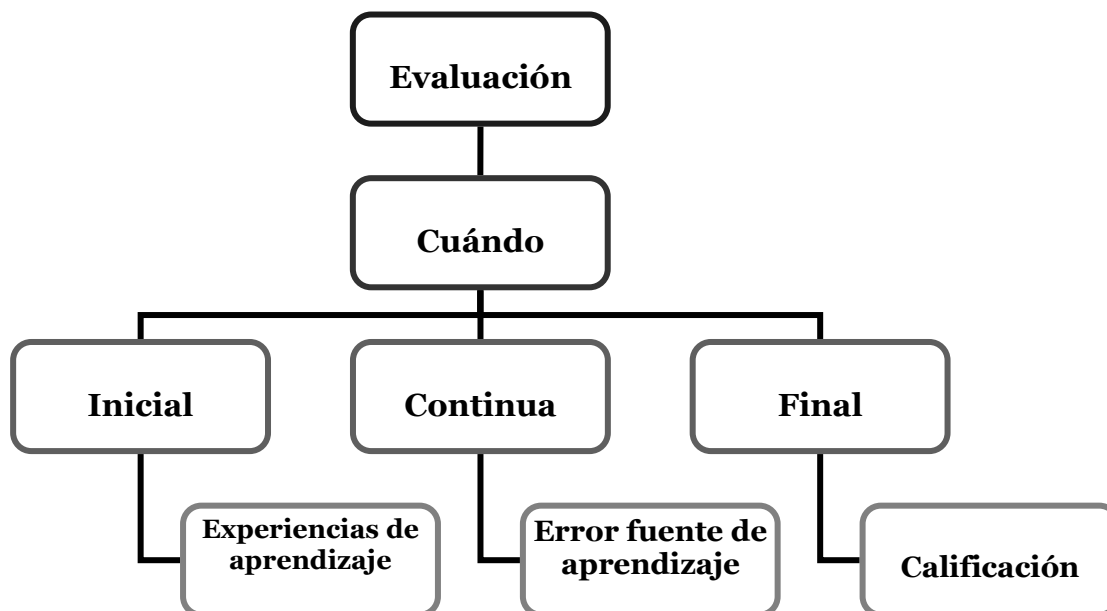 Evaluación
Cuándo
Inicial
Continua
Final
Experiencias de
aprendizaje
Error fuente de
aprendizaje
Calificación